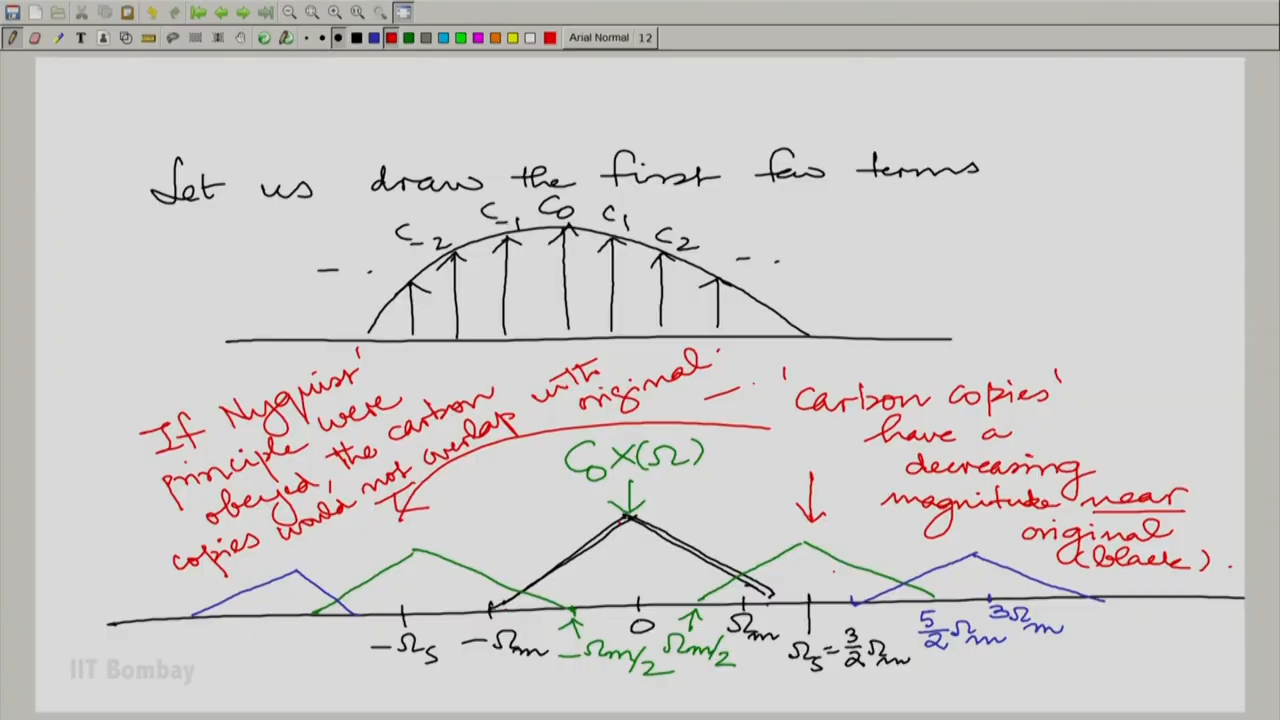 Arial Normal 12
Let us draw the first few terms
C-2 C-1 C0 C1 C2
- . - .
If Nyquist'
principle were
obeyed, the carbon
copies would not overlap with
original.
'Carbon copies'
have a
decreasing
magnitude near
original
(black).
C0 X(Ω)
-Ωs -Ωm -Ωm/2 0 Ωm/2 Ωm Ωs = 3/2 Ωm 5/2 Ωm 3Ωm
IIT Bombay